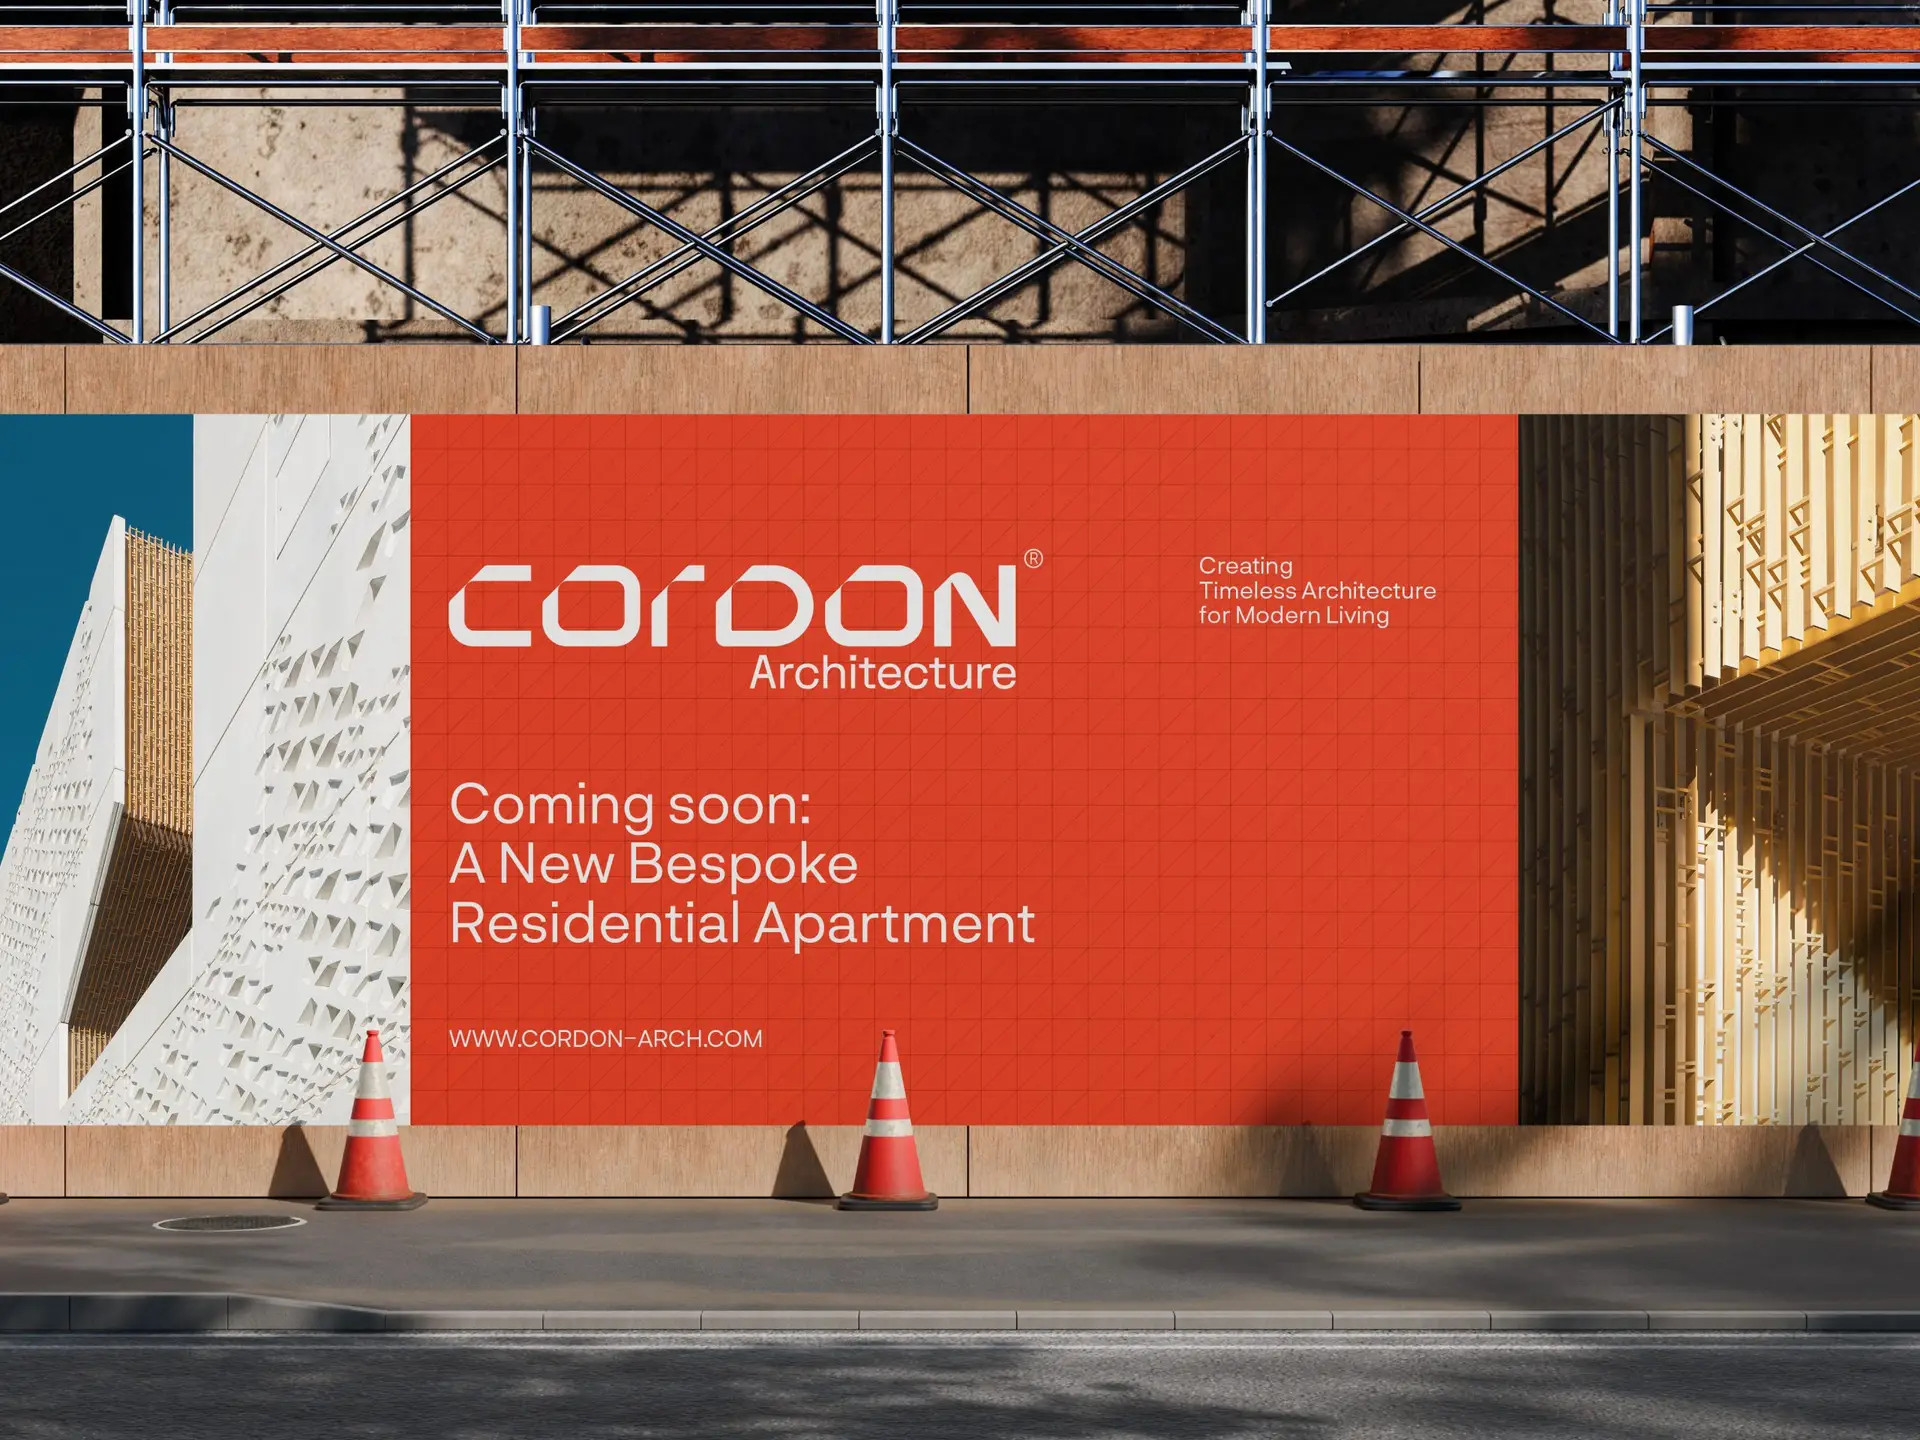 COrDON®
Architecture
Creating
Timeless Architecture
for Modern Living
Coming soon:
A New Bespoke
Residential Apartment
WWW.CORDON-ARCH.COM